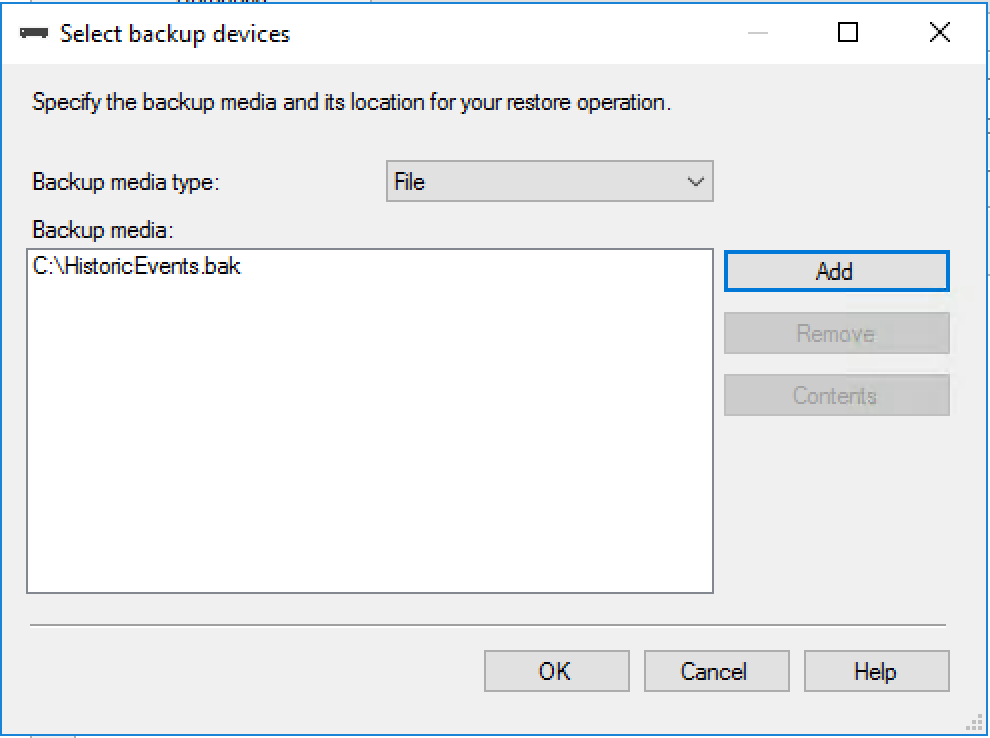 Select backup devices
Specify the backup media and its location for your restore operation.
Backup media type:
File
Backup media:
C:\HistoricEvents.bak
Add
Remove
Contents
OK
Cancel
Help